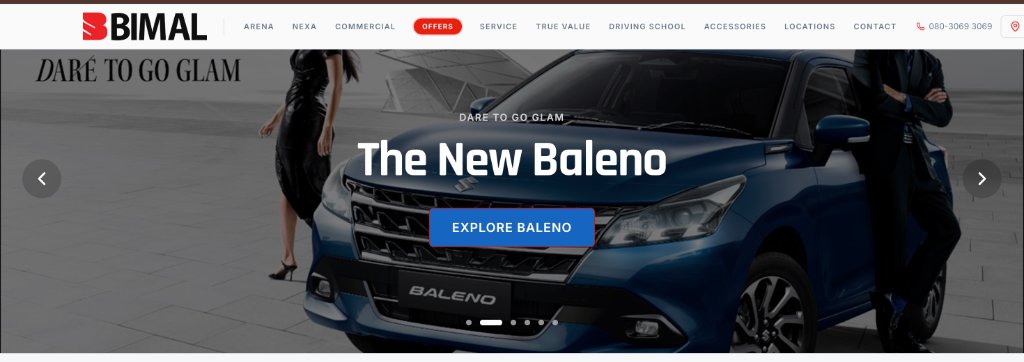 BIMAL
ARENA
NEXA
COMMERCIAL
OFFERS
SERVICE
TRUE VALUE
DRIVING SCHOOL
ACCESSORIES
LOCATIONS
CONTACT
080-3069 3069
DARÉ TO GO GLAM
DARE TO GO GLAM
The New Baleno
EXPLORE BALENO
BALENO